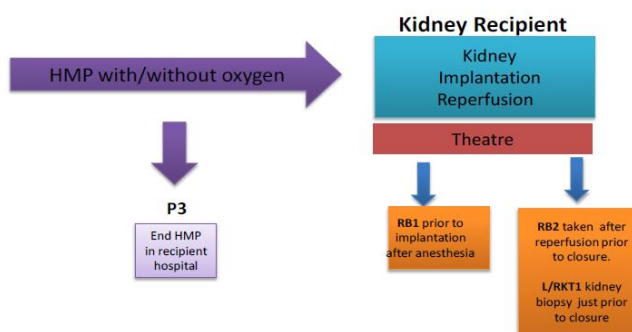 Kidney Recipient
HMP with/without oxygen
Kidney
Implantation
Reperfusion
Theatre
P3
End HMP
in recipient
hospital
RB1 prior to
implantation
after anesthesia
RB2 taken after
reperfusion prior
to closure.
L/RKT1 kidney
biopsy just prior
to closure